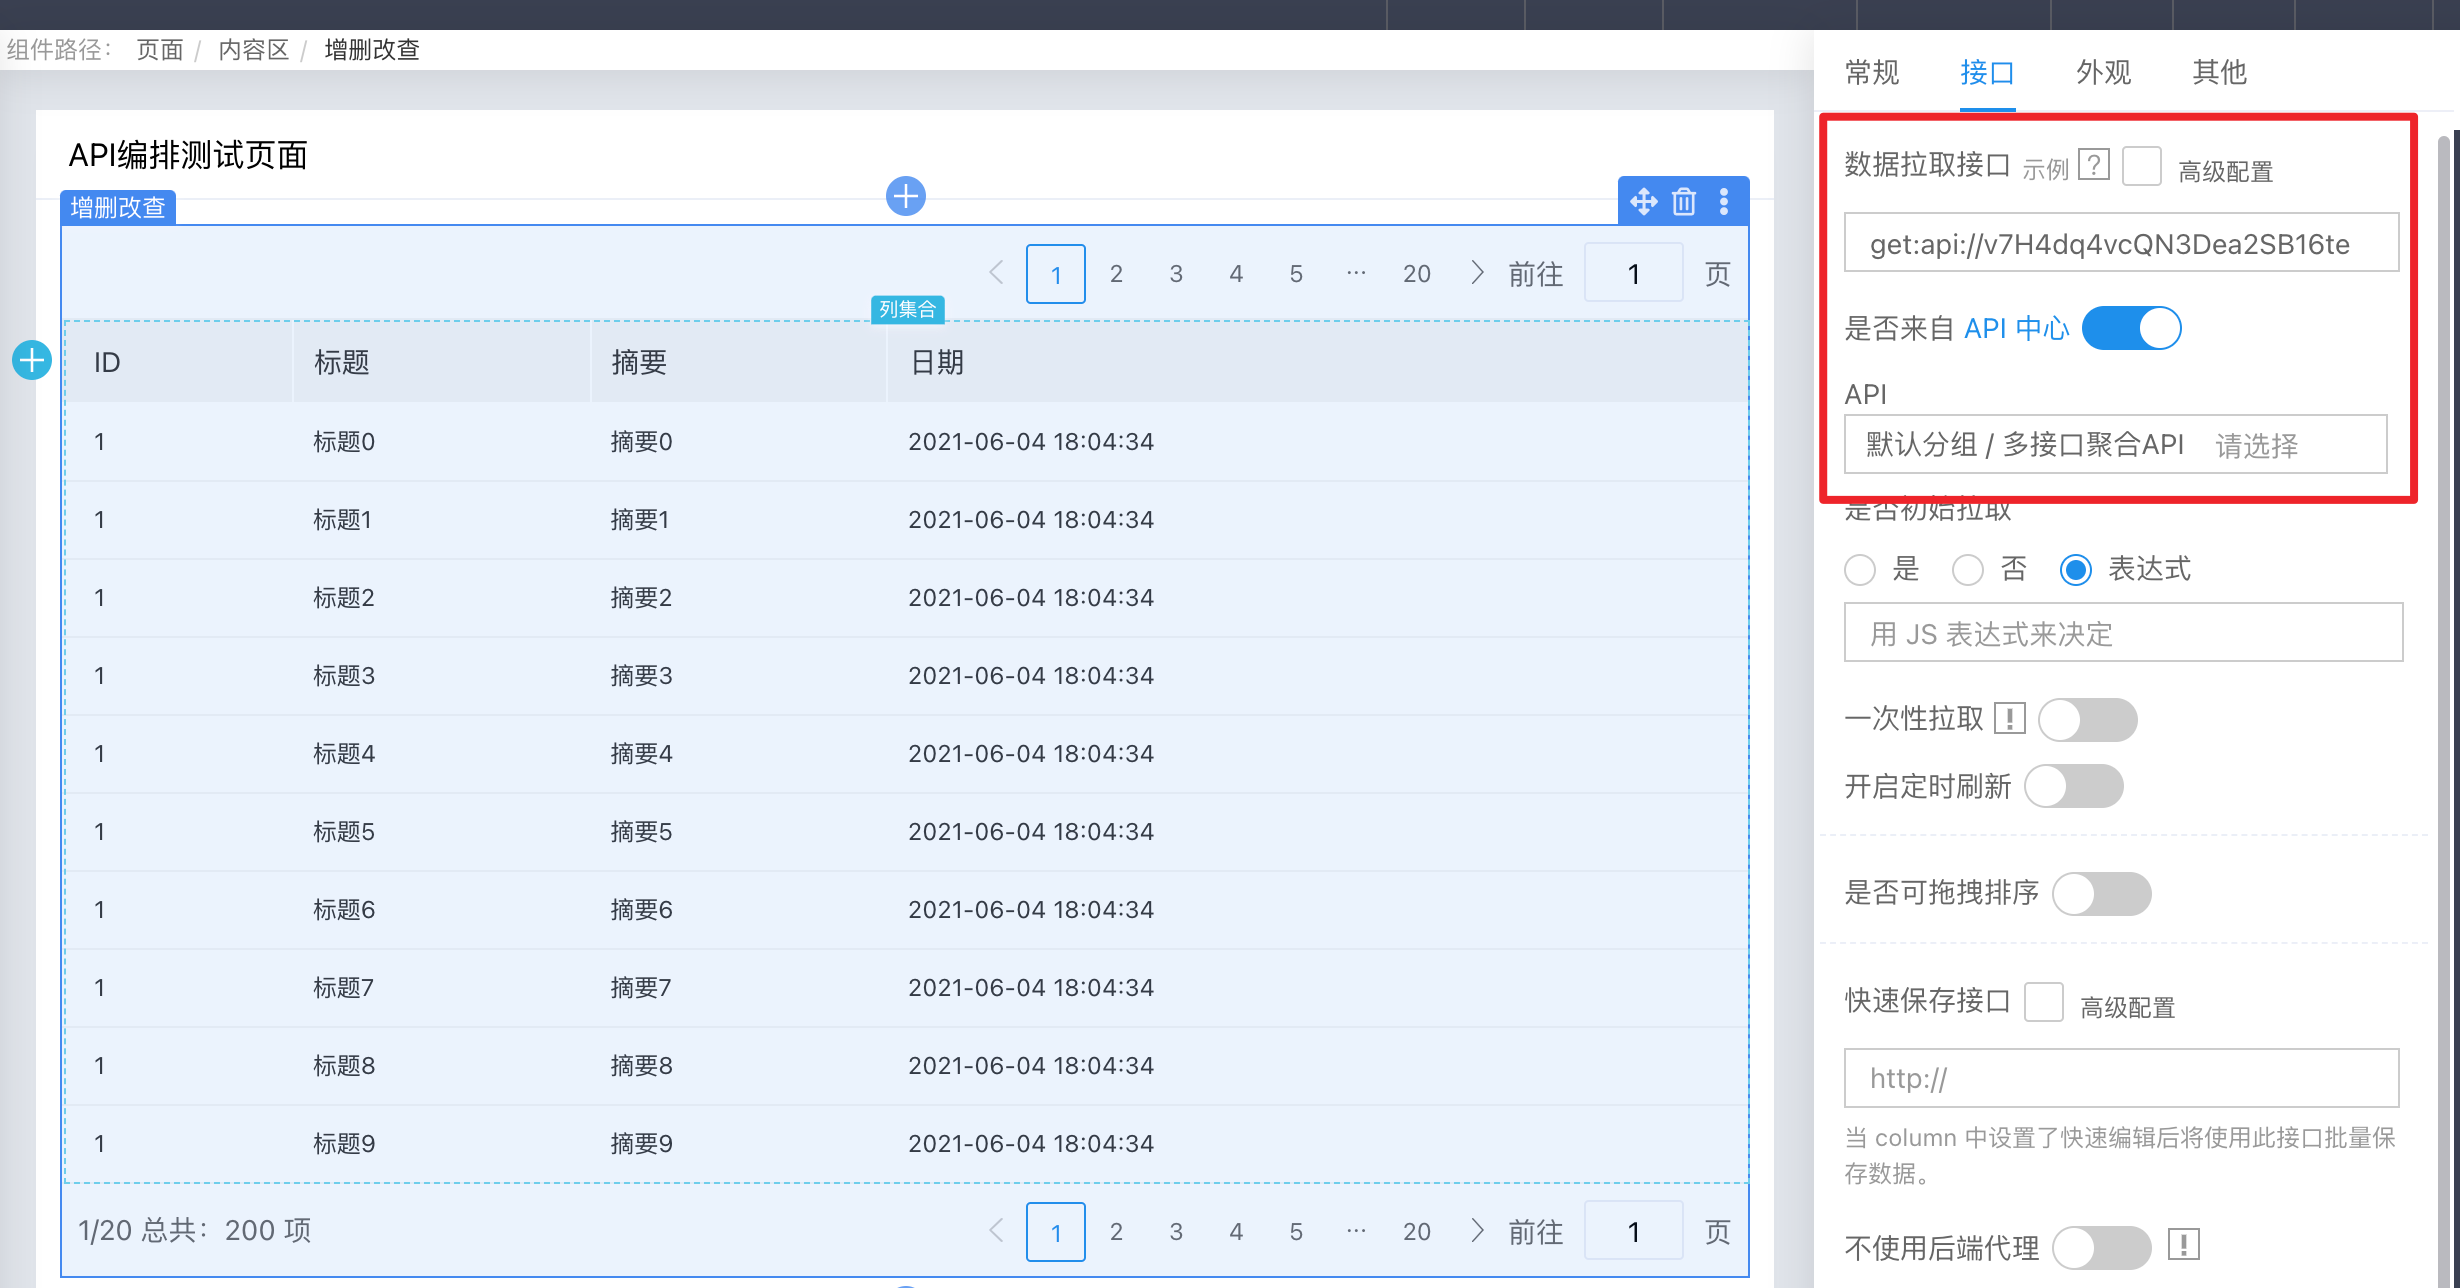 组件路径： 页面 / 内容区 / 增删改查
API编排测试页面
增删改查
1 2 3 4 5 ··· 20 前往 1 页
列集合
ID 标题 摘要 日期
1 标题0 摘要0 2021-06-04 18:04:34
1 标题1 摘要1 2021-06-04 18:04:34
1 标题2 摘要2 2021-06-04 18:04:34
1 标题3 摘要3 2021-06-04 18:04:34
1 标题4 摘要4 2021-06-04 18:04:34
1 标题5 摘要5 2021-06-04 18:04:34
1 标题6 摘要6 2021-06-04 18:04:34
1 标题7 摘要7 2021-06-04 18:04:34
1 标题8 摘要8 2021-06-04 18:04:34
1 标题9 摘要9 2021-06-04 18:04:34
1/20 总共：200 项 1 2 3 4 5 ··· 20 前往 1 页
常规 接口 外观 其他
数据拉取接口 示例 ? 高级配置
get:api://v7H4dq4vcQN3Dea2SB16te
是否来自 API 中心
API
默认分组 / 多接口聚合API 请选择
是否初始拉取
是 否 表达式
用 JS 表达式来决定
一次性拉取 !
开启定时刷新
是否可拖拽排序
快速保存接口 高级配置
http://
当 column 中设置了快速编辑后将使用此接口批量保
存数据。
不使用后端代理 !